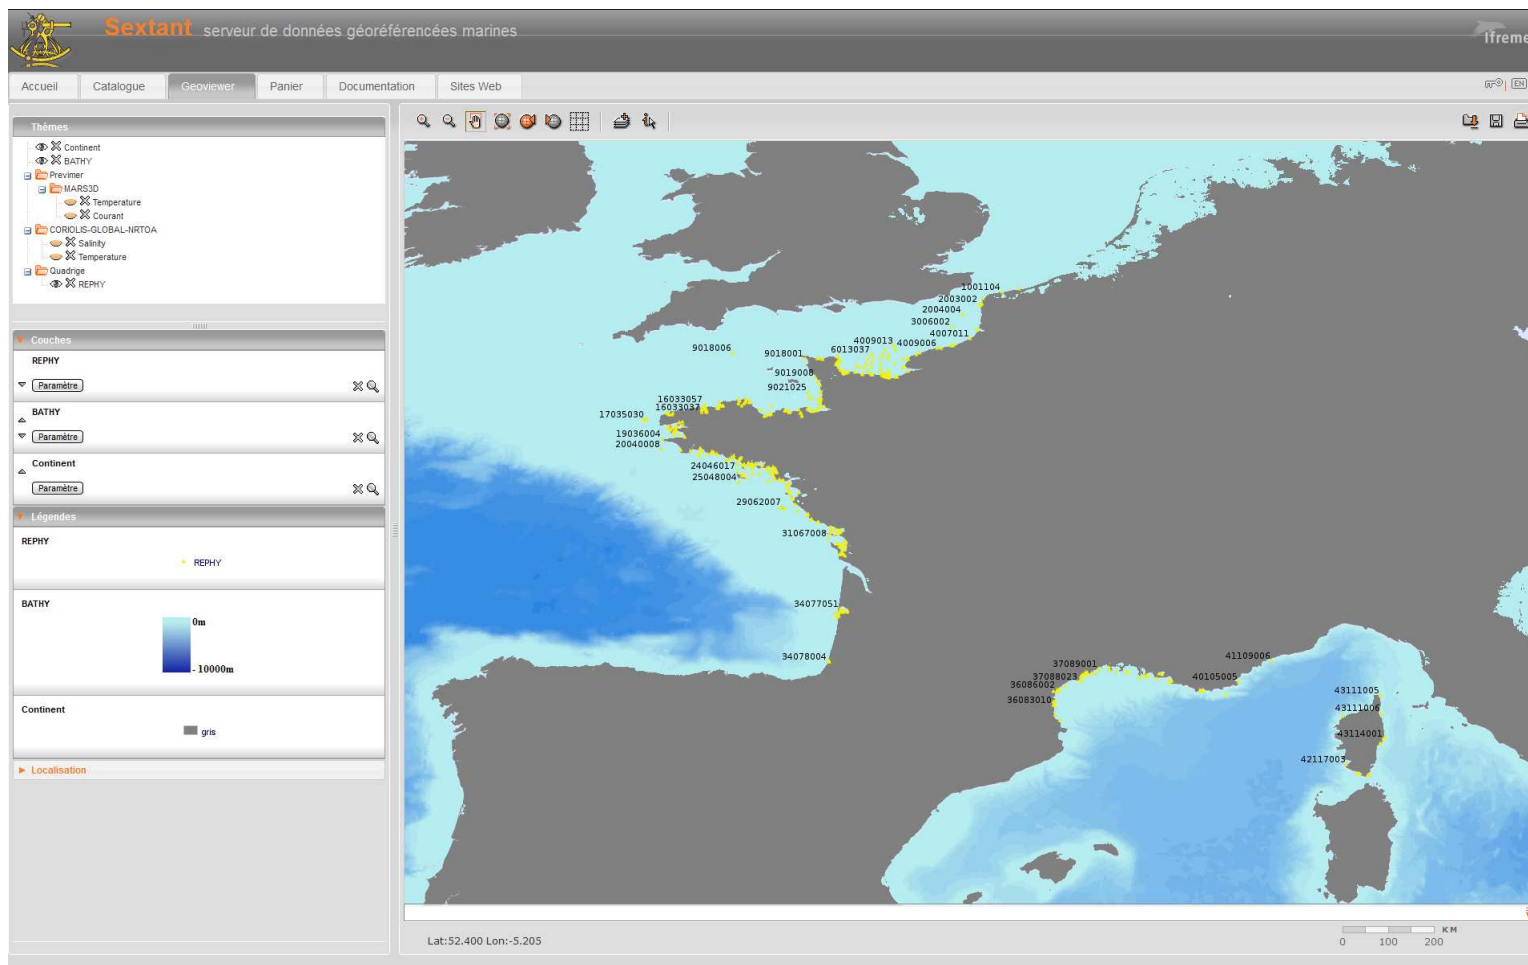 Sextant serveur de données géoréférencées marines
Ifreme
Accueil Catalogue Geoviewer Panier Documentation Sites Web
EN
Thèmes
Continent
BATHY
Previmer
MARS3D
Temperature
Courant
CORIOLIS-GLOBAL-NRTOA
Salinity
Temperature
Quadrige
REPHY
Couches
REPHY
Paramètre
BATHY
Paramètre
Continent
Paramètre
Légendes
REPHY
REPHY
BATHY
0m
-10000m
Continent
gris
Localisation
1001104
2003002
2004004
3006002
4007011
4009013
4009006
6013037
9018006
9018001
9019008
9021025
16033057
16033037
17035030
19036004
20040008
24046017
25048004
29062007
31067008
34077051
34078004
41109006
37089001
37088023
40105005
36086002
36083010
43111005
43111006
43114001
42117003
Lat:52.400 Lon:-5.205
KM
0 100 200